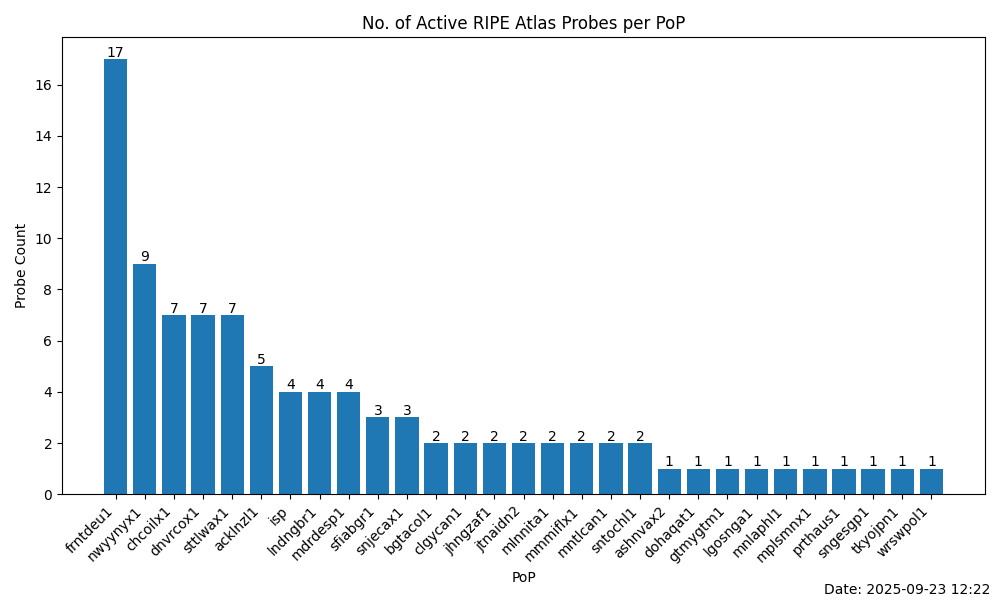 No. of Active RIPE Atlas Probes per PoP
Probe Count
16
14
12
10
8
6
4
2
0
17
9
7
7
7
5
4
4
4
3
3
2
2
2
2
2
2
2
2
1
1
1
1
1
1
1
1
1
1
frntdeu1
nwyynyx1
chcoilx1
dnvrcox1
sttlwax1
acklnzl1
isp
lndngbr1
mdrdesp1
sfiabgr1
snjecax1
bgtacol1
clgycan1
jhngzaf1
jtnaidn2
mlnnita1
mmmiflx1
mntlcan1
sntochl1
ashnvax2
dohaqat1
gtmygtm1
lgosnga1
mnlaphl1
mplsmnx1
prthaus1
sngesgp1
tkyojpn1
wrswpol1
PoP
Date: 2025-09-23 12:22